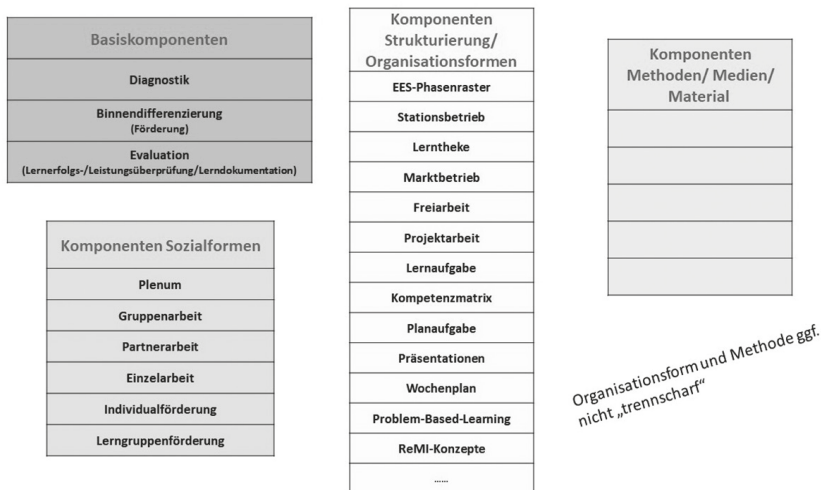 Basiskomponenten
Diagnostik
Binnendifferenzierung
(Förderung)
Evaluation
(Lernerfolgs-/Leistungsüberprüfung/Lerndokumentation)
Komponenten Sozialformen
Plenum
Gruppenarbeit
Partnerarbeit
Einzelarbeit
Individualförderung
Lerngruppenförderung
Komponenten
Strukturierung/
Organisationsformen
EES-Phasenraster
Stationsbetrieb
Lerntheke
Marktbetrieb
Freiarbeit
Projektarbeit
Lernaufgabe
Kompetenzmatrix
Planaufgabe
Präsentationen
Wochenplan
Problem-Based-Learning
ReMI-Konzepte
......
Komponenten
Methoden/ Medien/
Material
Organisationsform und Methode ggf.
nicht „trennscharf“